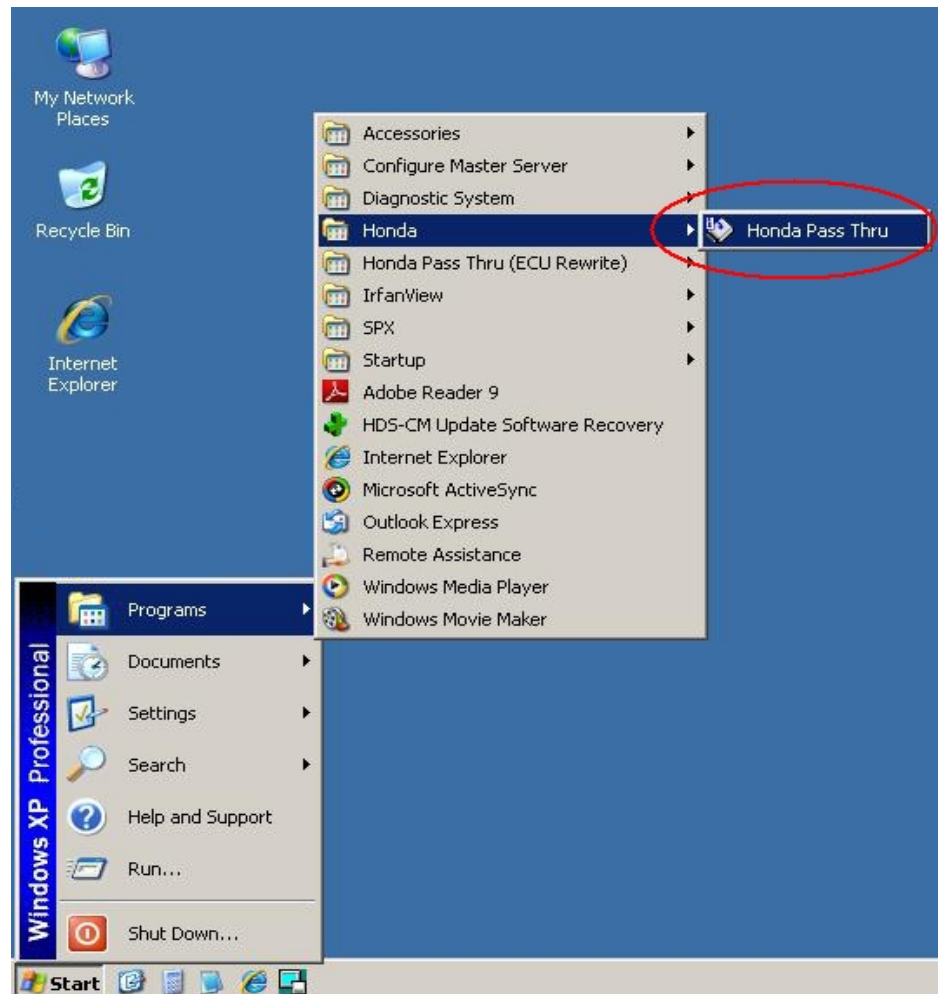 My Network
Places
Recycle Bin
Internet
Explorer
Accessories
Configure Master Server
Diagnostic System
Honda
Honda Pass Thru
Honda Pass Thru (ECU Rewrite)
IrfanView
SPX
Startup
Adobe Reader 9
HDS-CM Update Software Recovery
Internet Explorer
Microsoft ActiveSync
Outlook Express
Remote Assistance
Windows Media Player
Windows Movie Maker
Windows XP Professional
Programs
Documents
Settings
Search
Help and Support
Run...
Shut Down...
Start